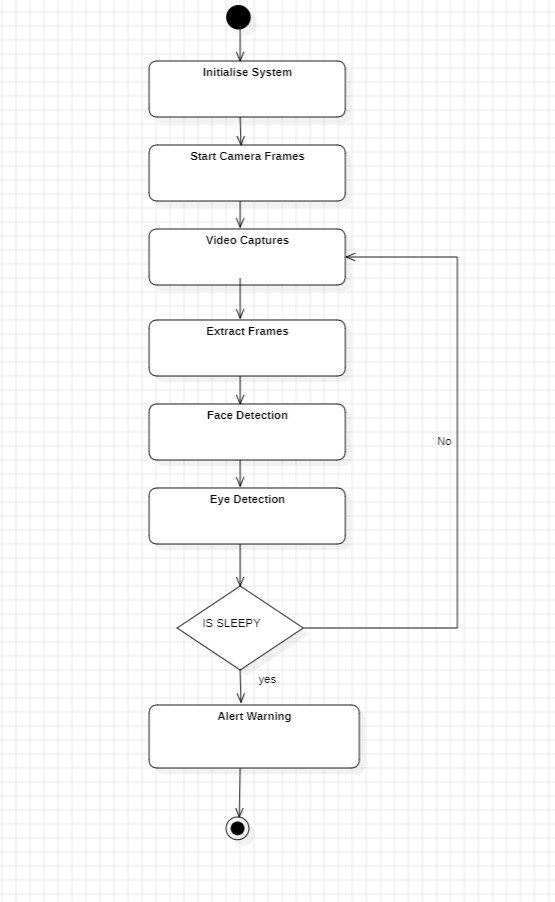 Initialise System
Start Camera Frames
Video Captures
Extract Frames
Face Detection
No
Eye Detection
IS SLEEPY
yes
Alert Warning